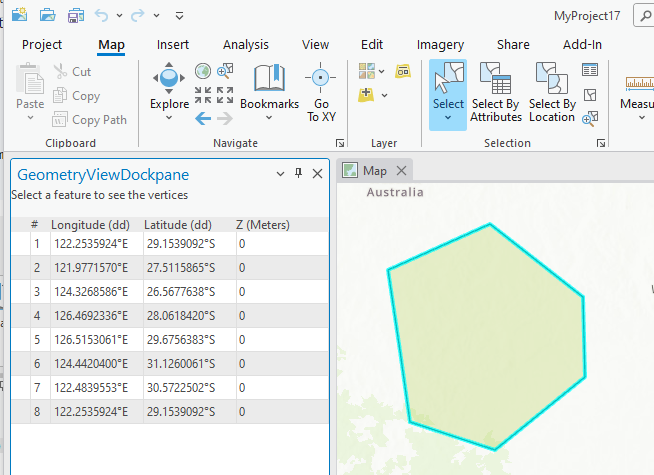 MyProject17
Project Map Insert Analysis View Edit Imagery Share Add-In
Paste
Cut
Copy
Copy Path
Clipboard
Explore
Bookmarks
Go
To XY
Navigate
Layer
Select
Select By
Attributes
Select By
Location
Selection
Measu
GeometryViewDockpane
Select a feature to see the vertices
# Longitude (dd) Latitude (dd) Z (Meters)
1 122.2535924°E 29.1539092°S 0
2 121.9771570°E 27.5115865°S 0
3 124.3268586°E 26.5677638°S 0
4 126.4692336°E 28.0618420°S 0
5 126.5153061°E 29.6756383°S 0
6 124.4420400°E 31.1260061°S 0
7 122.4839553°E 30.5722502°S 0
8 122.2535924°E 29.1539092°S 0
Map
Australia